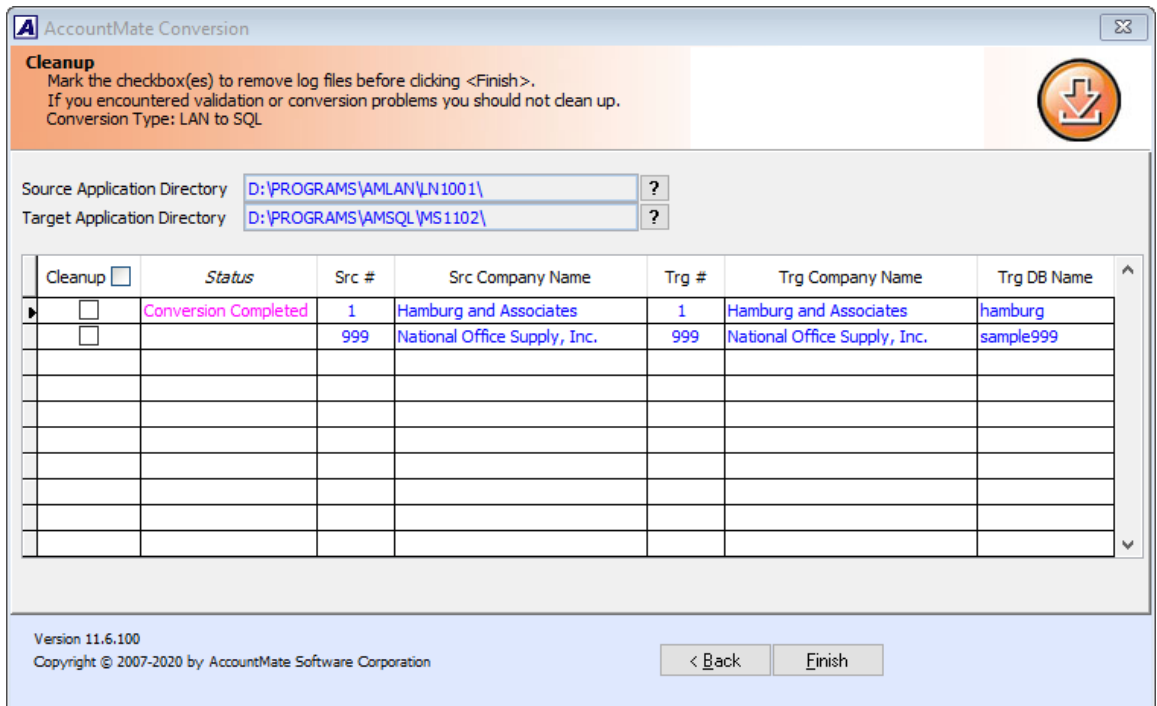 AccountMate Conversion
Cleanup
Mark the checkbox(es) to remove log files before clicking <Finish>.
If you encountered validation or conversion problems you should not clean up.
Conversion Type: LAN to SQL
Source Application Directory D:\PROGRAMS\AMLAN\LN1001\ ?
Target Application Directory D:\PROGRAMS\AMSQL\MS1102\ ?
Cleanup Status Src # Src Company Name Trg # Trg Company Name Trg DB Name
Conversion Completed 1 Hamburg and Associates 1 Hamburg and Associates hamburg
999 National Office Supply, Inc. 999 National Office Supply, Inc. sample999
Version 11.6.100
Copyright © 2007-2020 by AccountMate Software Corporation
< Back Finish